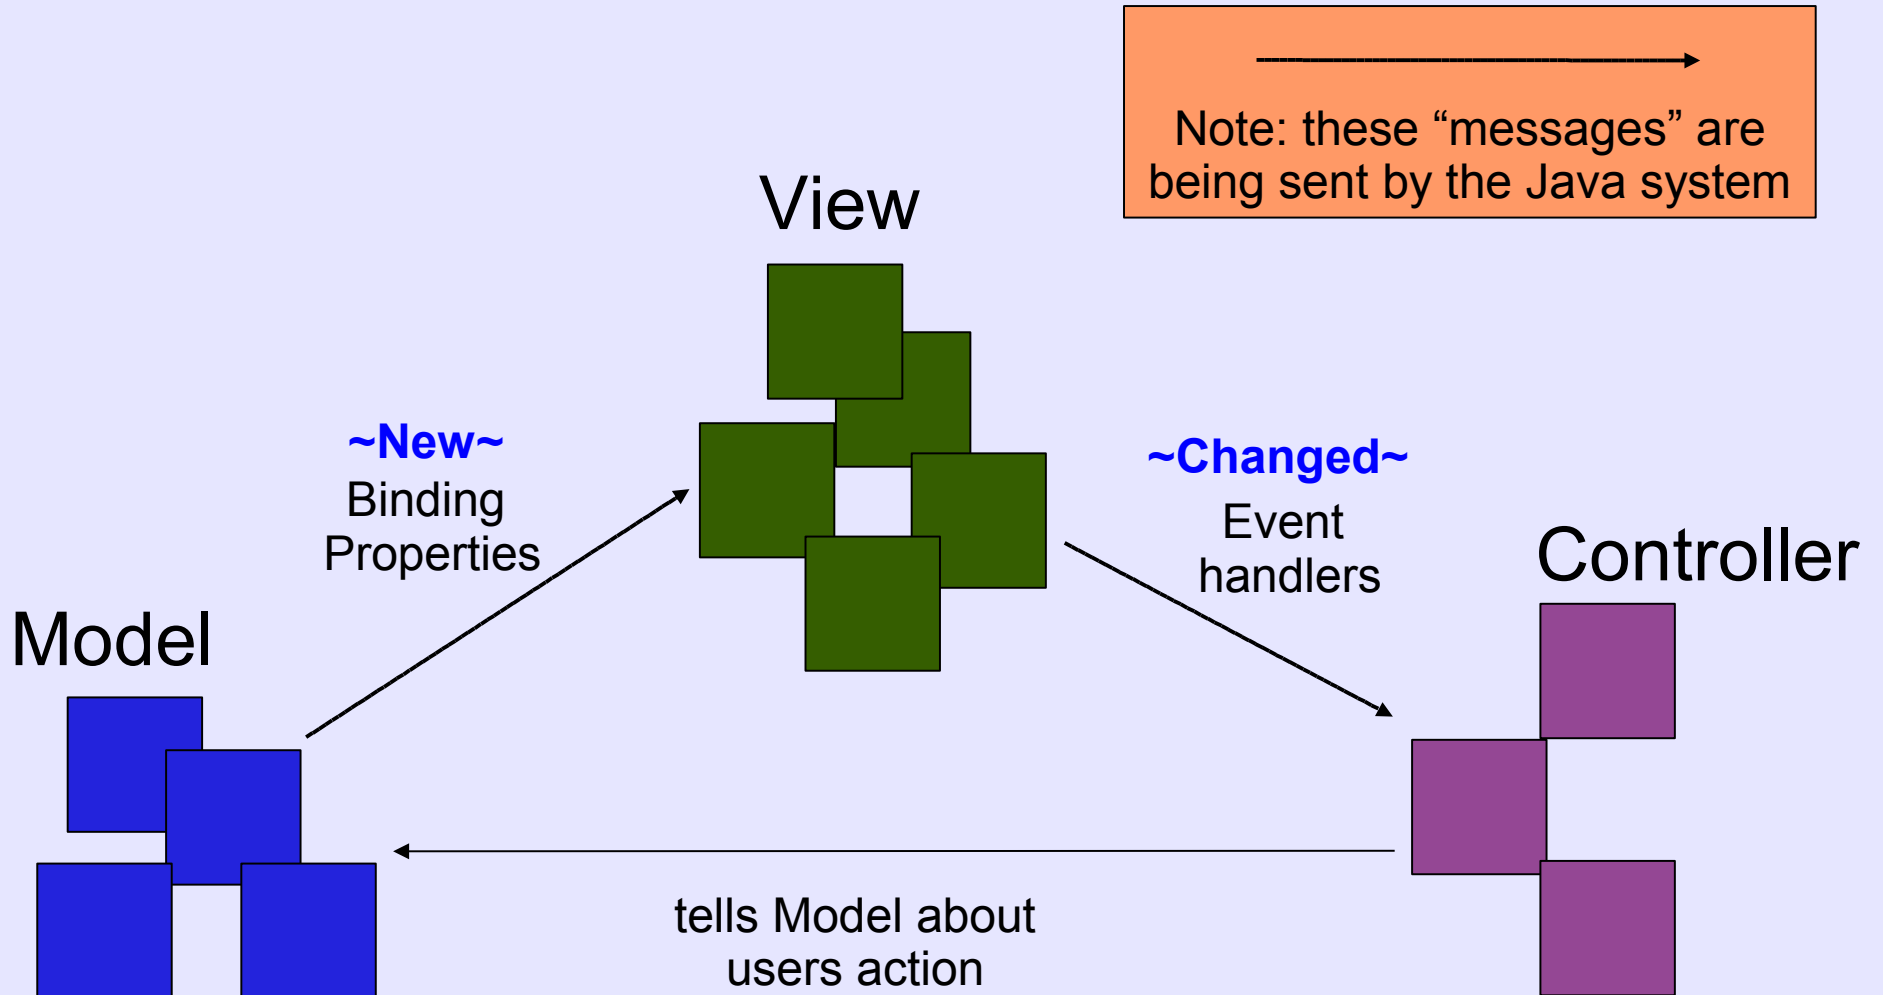 Note: these “messages” are
being sent by the Java system
View
~New~
Binding
Properties
~Changed~
Event
handlers
Controller
Model
tells Model about
users action